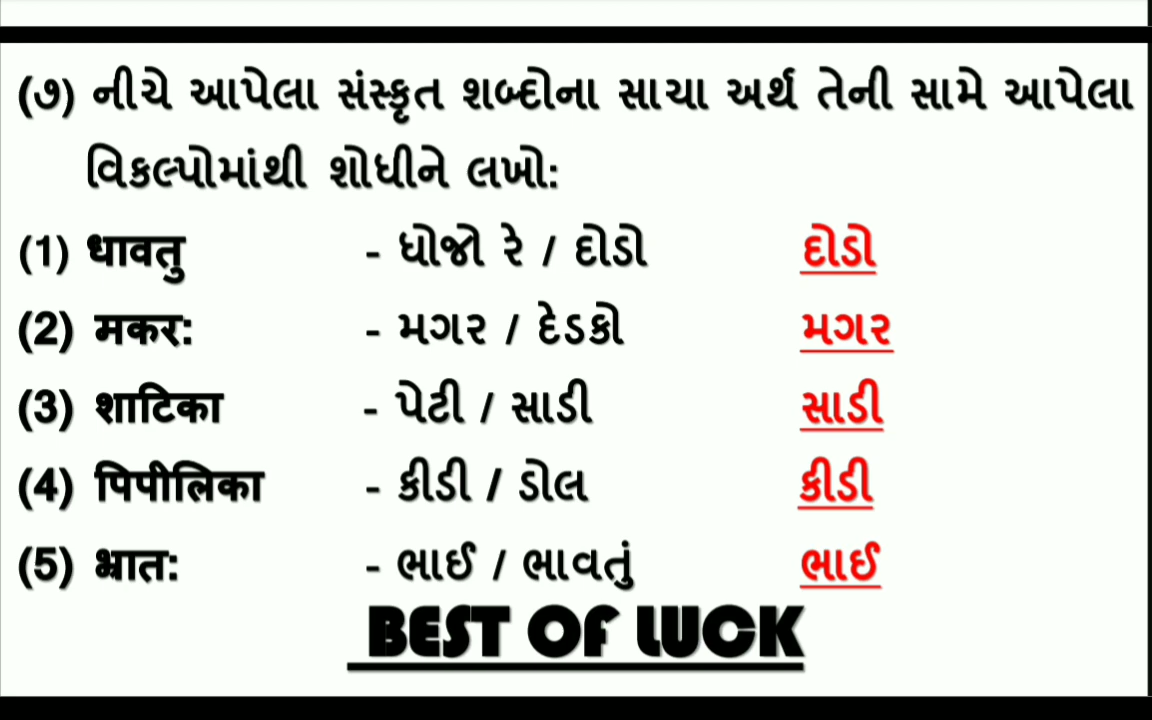 (૭) નીચે આપેલા સંસ્કૃત શબ્દોના સાચા અર્થ તેની સામે આપેલા
વિકલ્પોમાંથી શોધીને લખો:
(1) धावतु - ધોજો રે / દોડો દોડો
(2) मकर: - મગર / દેડકો મગર
(3) शाटिका - પેટી / સાડી સાડી
(4) पिपीलिका - કીડી / ડોલ કીડી
(5) भ्रात: - ભાઈ / ભાવતું ભાઈ
BEST OF LUCK